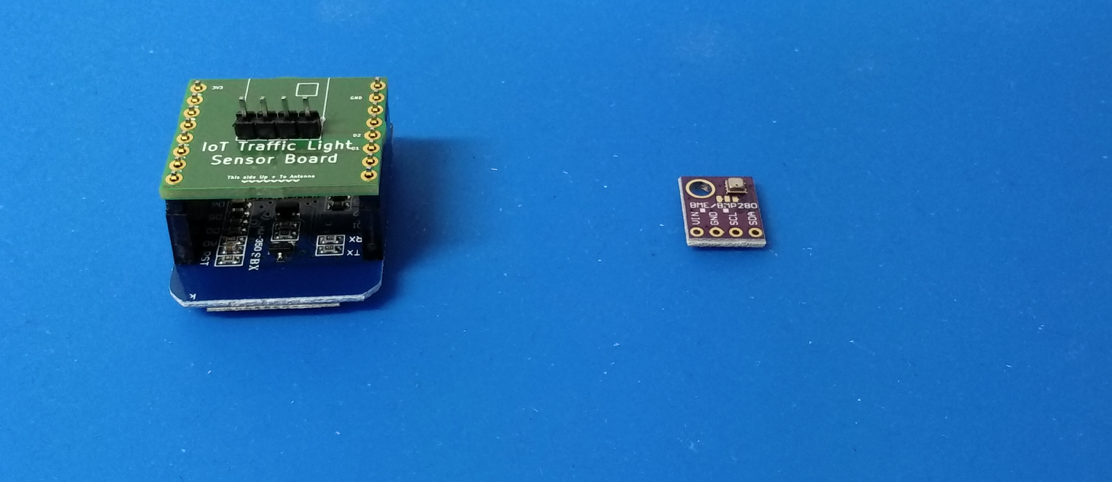 3V3
GND
D2
D1
IoT Traffic Light
Sensor Board
This side Up + To Antenna
RST
TX
RX
BME/BMP280
VIN
GND
SCL
SDA